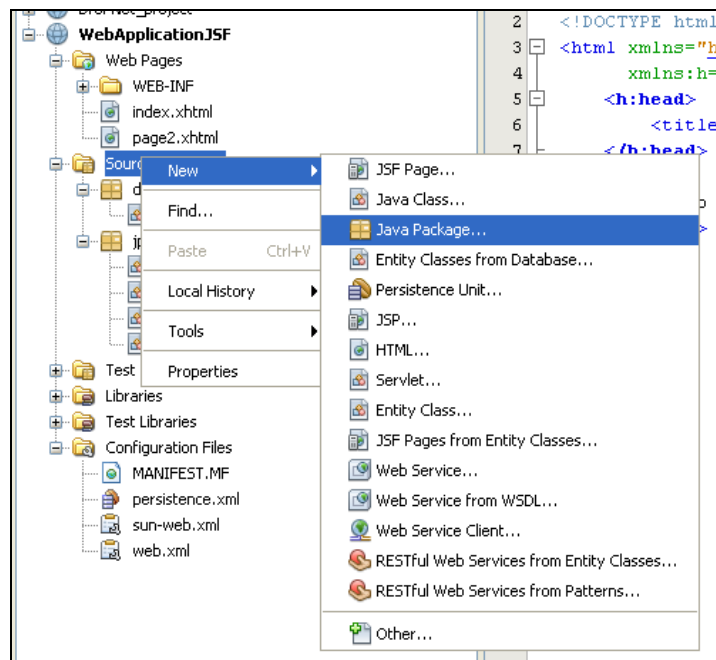 WebApplicationJSF
Web Pages
WEB-INF
index.xhtml
page2.xhtml
Test
Libraries
Test Libraries
Configuration Files
MANIFEST.MF
persistence.xml
sun-web.xml
web.xml
New
Find...
Paste Ctrl+V
Local History
Tools
Properties
JSF Page...
Java Class...
Java Package...
Entity Classes from Database...
Persistence Unit...
JSP...
HTML...
Servlet...
Entity Class...
JSF Pages from Entity Classes...
Web Service...
Web Service from WSDL...
Web Service Client...
RESTful Web Services from Entity Classes...
RESTful Web Services from Patterns...
Other...
2 <!DOCTYPE html
3 <html xmlns="h
4 xmlns:h=
5 <h:head>
6 <title
7 </h:head>